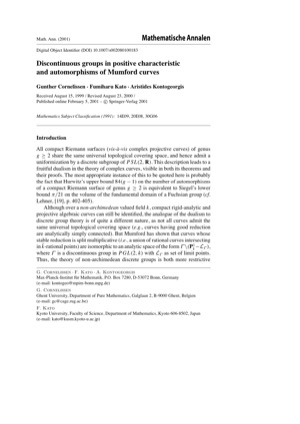 Math. Ann. (2001)
Mathematische Annalen
Digital Object Identifier (DOI) 10.1007/s002080100183
Discontinuous groups in positive characteristic
and automorphisms of Mumford curves
Gunther Cornelissen · Fumiharu Kato · Aristides Kontogeorgis
Received August 15, 1999 / Revised August 23, 2000 /
Published online February 5, 2001 – © Springer-Verlag 2001
Mathematics Subject Classification (1991): 14H39, 20E08, 30G06
Introduction
All compact Riemann surfaces (vis-à-vis complex projective curves) of genus
g ≥ 2 share the same universal topological covering space, and hence admit a
uniformization by a discrete subgroup of PSL(2, R). This description leads to a
fruitful dualism in the theory of complex curves, visible in both its theorems and
their proofs. The most appropriate instance of this to be quoted here is probably
the fact that Hurwitz's upper bound 84(g − 1) on the number of automorphisms
of a compact Riemann surface of genus g ≥ 2 is equivalent to Siegel's lower
bound π/21 on the volume of the fundamental domain of a Fuchsian group (cf.
Lehner, [19], p. 402-405).
Although over a non-archimedean valued field k, compact rigid analytic and
projective algebraic curves can still be identified, the analogue of the dualism to
discrete group theory is of quite a different nature, as not all curves admit the
same universal topological covering space (e.g., curves having good reduction
are analytically simply connected). But Mumford has shown that curves whose
stable reduction is split multiplicative (i.e., a union of rational curves intersecting
in k̄-rational points) are isomorphic to an analytic space of the form Γ\(P¹ₖ − 𝓛_Γ),
where Γ is a discontinuous group in PGL(2, k) with 𝓛_Γ as set of limit points.
Thus, the theory of non-archimedean discrete groups is both more restrictive
G. Cornelissen · F. Kato · A. Kontogeorgis
Max-Planck-Institut für Mathematik, P.O. Box 7280, D-53072 Bonn, Germany
(e-mail: kontogeo@mpim-bonn.mpg.de)
G. Cornelissen
Ghent University, Department of Pure Mathematics, Galglaan 2, B-9000 Ghent, Belgium
(e-mail: gc@cage.rug.ac.be)
F. Kato
Kyoto University, Faculty of Science, Department of Mathematics, Kyoto 606-8502, Japan
(e-mail: kato@kusm.kyoto-u.ac.jp)